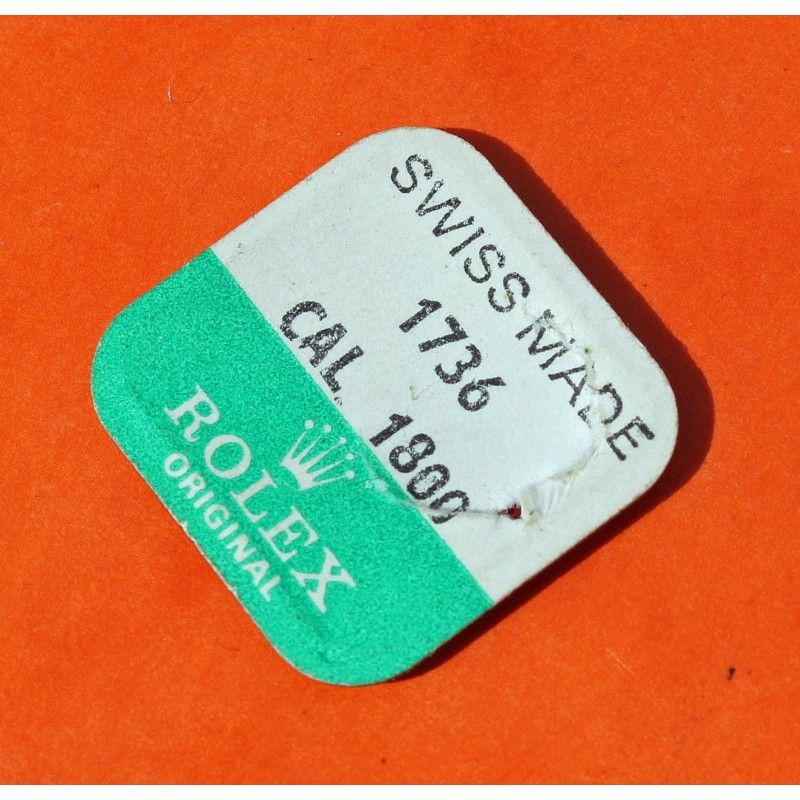 SWISS MADE
1736
CAL. 1800
ROLEX
ORIGINAL